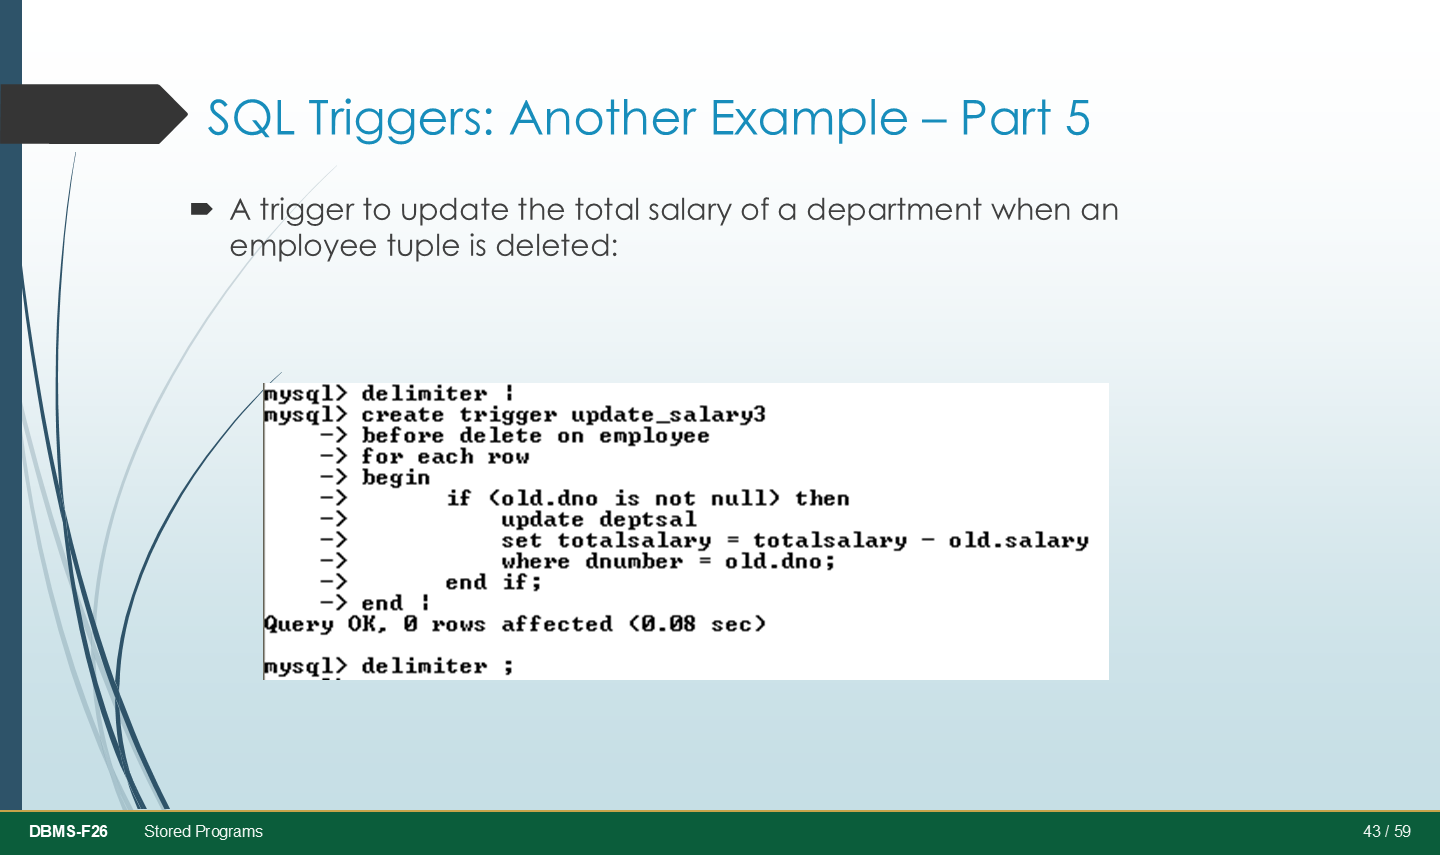 SQL Triggers: Another Example – Part 5
A trigger to update the total salary of a department when an
employee tuple is deleted:
mysql> delimiter |
mysql> create trigger update_salary3
-> before delete on employee
-> for each row
-> begin
-> if (old.dno is not null) then
-> update deptsal
-> set totalsalary = totalsalary - old.salary
-> where dnumber = old.dno;
-> end if;
-> end |
Query OK, 0 rows affected (0.08 sec)
mysql> delimiter ;
DBMS-F26 Stored Programs 43 / 59